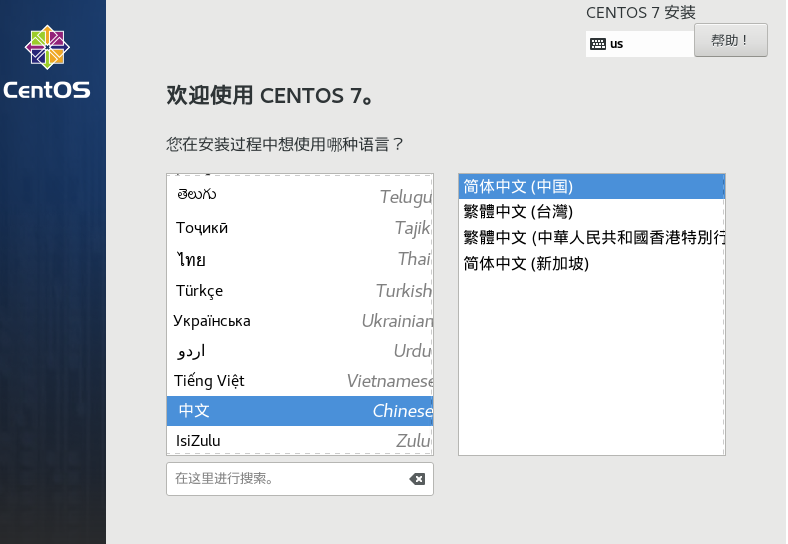 CentOS
CENTOS 7 安装
us
帮助！
欢迎使用 CENTOS 7。
您在安装过程中想使用哪种语言？
తెలుగు Telugu
Тоҷикӣ Tajik
ไทย Thai
Türkçe Turkish
Українська Ukrainian
اردو Urdu
Tiếng Việt Vietnamese
中文 Chinese
IsiZulu Zulu
在这里进行搜索。
简体中文 (中国)
繁體中文 (台灣)
繁體中文 (中華人民共和國香港特別行
简体中文 (新加坡)